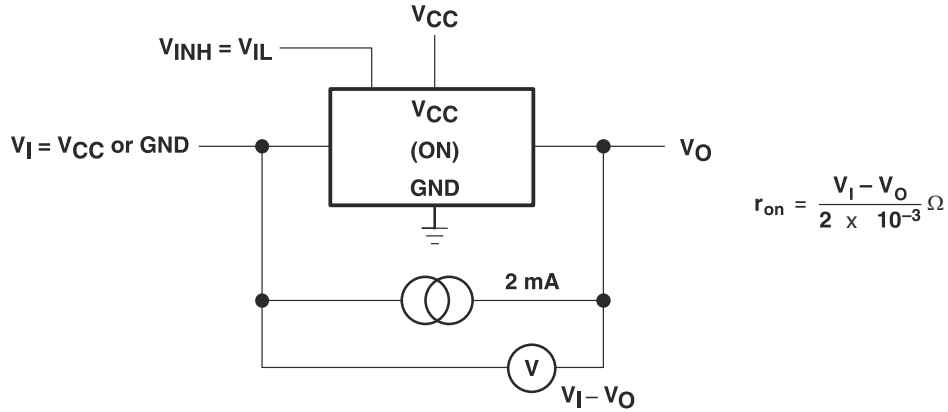 VCC
VINH = VIL
VCC
(ON)
GND
VI = VCC or GND
VO
ron = VI – VO / 2 x 10–3 Ω
2 mA
V
VI – VO